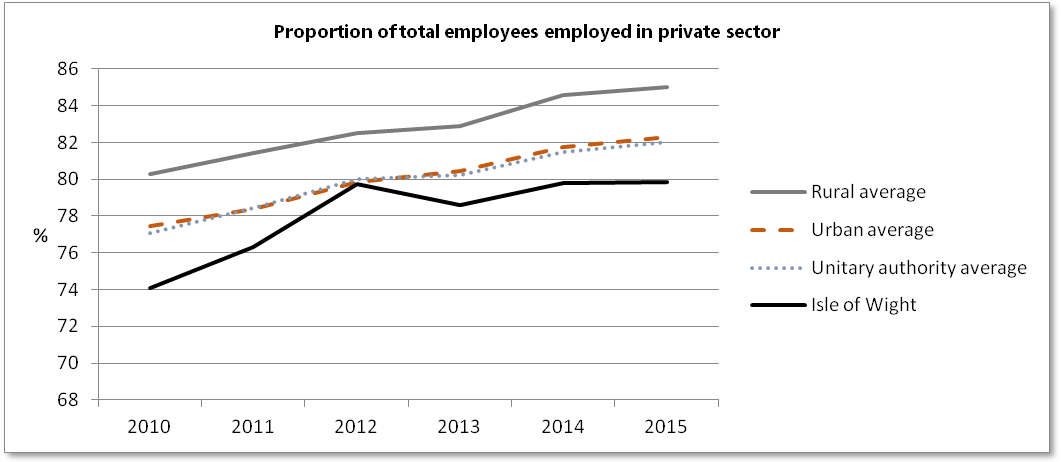 Proportion of total employees employed in private sector
86
84
82
80
78
76
74
72
70
68
%
2010 2011 2012 2013 2014 2015
Rural average
Urban average
Unitary authority average
Isle of Wight